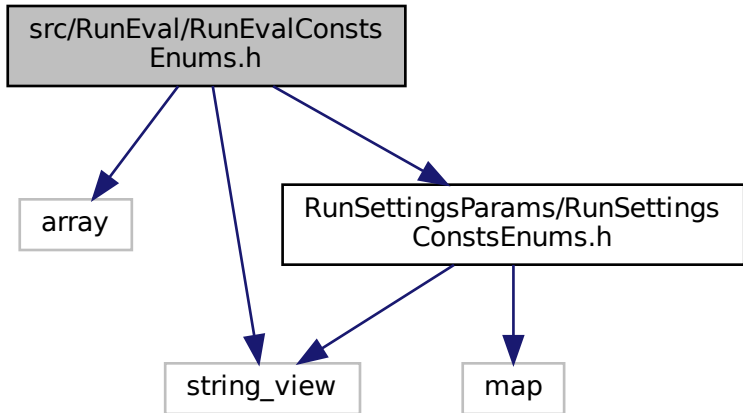 src/RunEval/RunEvalConsts
Enums.h
array
RunSettingsParams/RunSettings
ConstsEnums.h
string_view
map